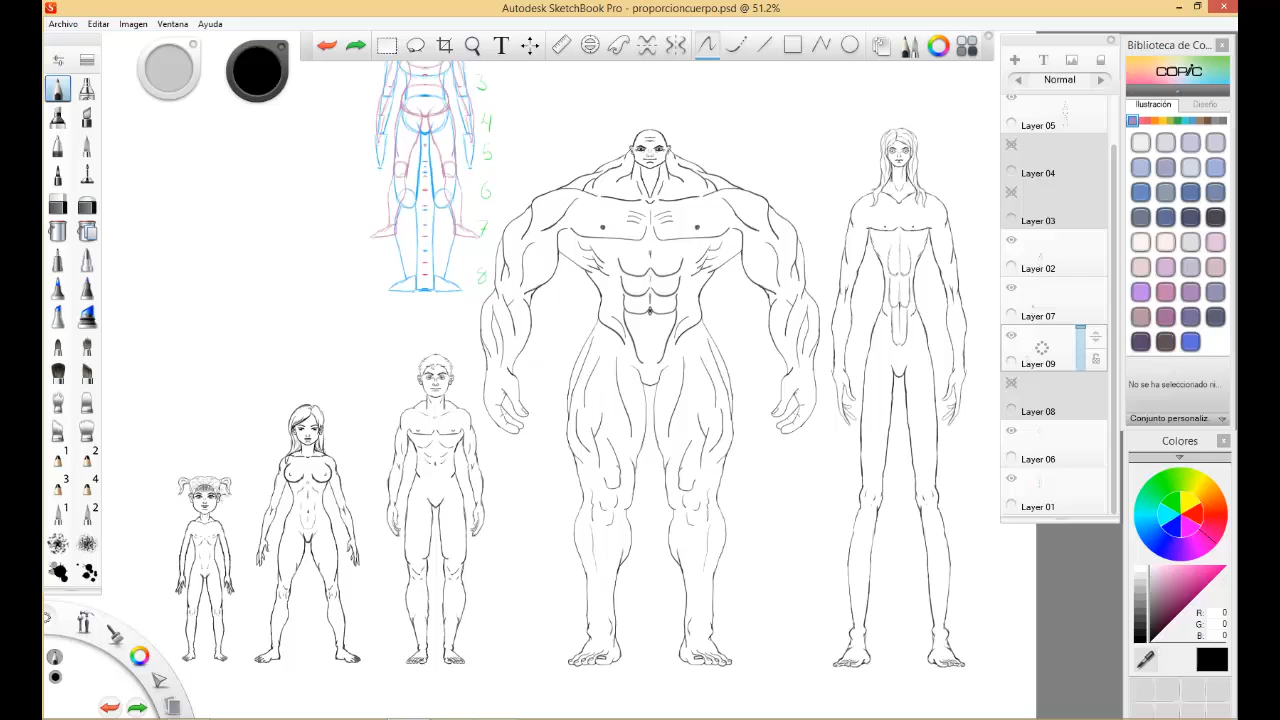 Autodesk SketchBook Pro - proporcioncuerpo.psd @ 51.2%
Archivo Editar Imagen Ventana Ayuda
T
T
Normal
Layer 05
Layer 04
Layer 03
Layer 02
Layer 07
Layer 09
Layer 08
Layer 06
Layer 01
Biblioteca de Co...
COPIC
Ilustración Diseño
No se ha seleccionado ni...
Conjunto personaliz.
Colores
R: 0
G: 0
B: 0
3
4
5
6
7
8
1 2
3 4
1 2